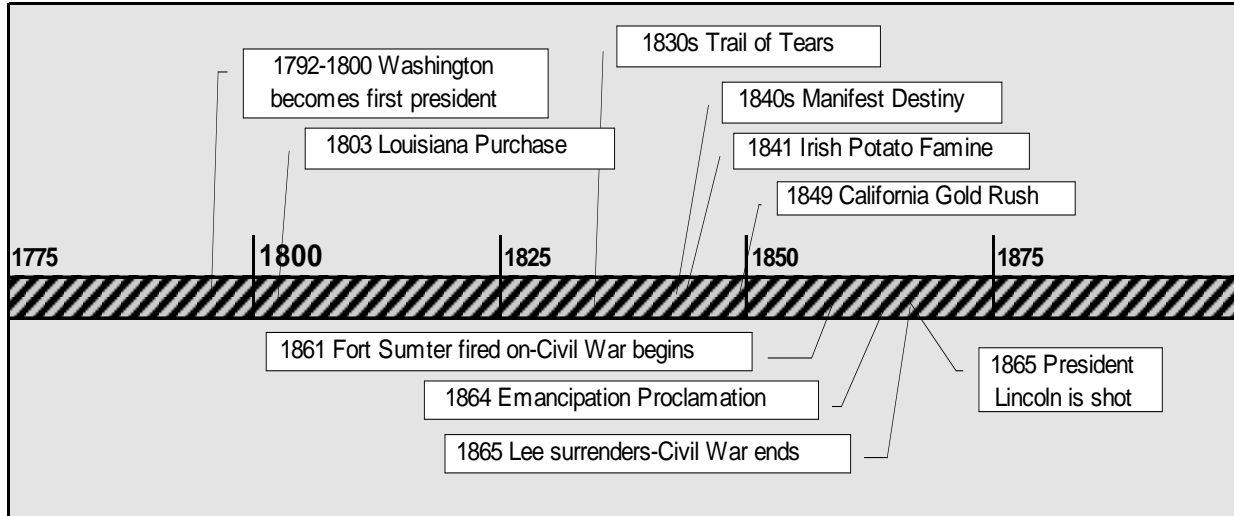 1830s Trail of Tears
1792-1800 Washington
becomes first president
1840s Manifest Destiny
1803 Louisiana Purchase
1841 Irish Potato Famine
1849 California Gold Rush
1775
1800
1825
1850
1875
1861 Fort Sumter fired on-Civil War begins
1865 President
Lincoln is shot
1864 Emancipation Proclamation
1865 Lee surrenders-Civil War ends